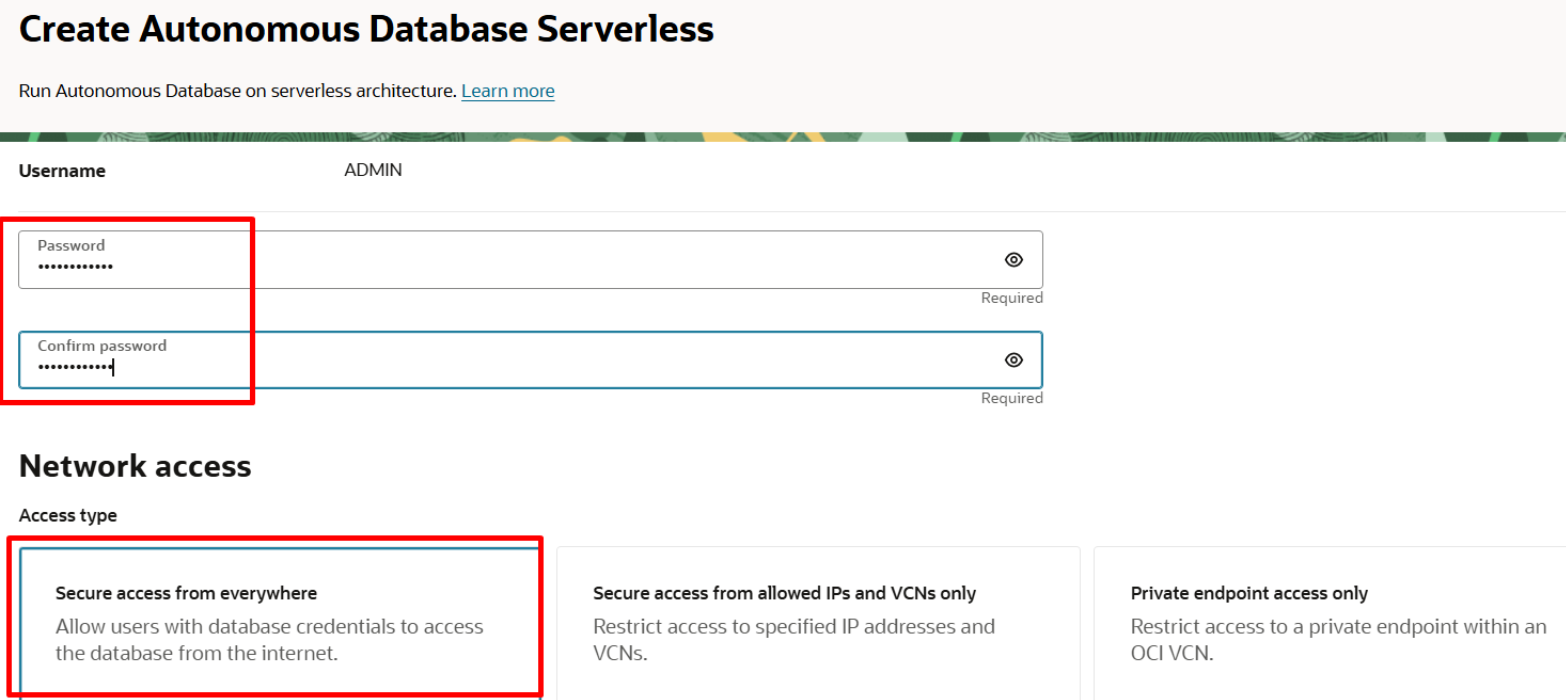 Create Autonomous Database Serverless
Run Autonomous Database on serverless architecture. Learn more
Username ADMIN
Password
••••••••••••
Required
Confirm password
••••••••••••
Required
Network access
Access type
Secure access from everywhere
Allow users with database credentials to access
the database from the internet.
Secure access from allowed IPs and VCNs only
Restrict access to specified IP addresses and
VCNs.
Private endpoint access only
Restrict access to a private endpoint within an
OCI VCN.